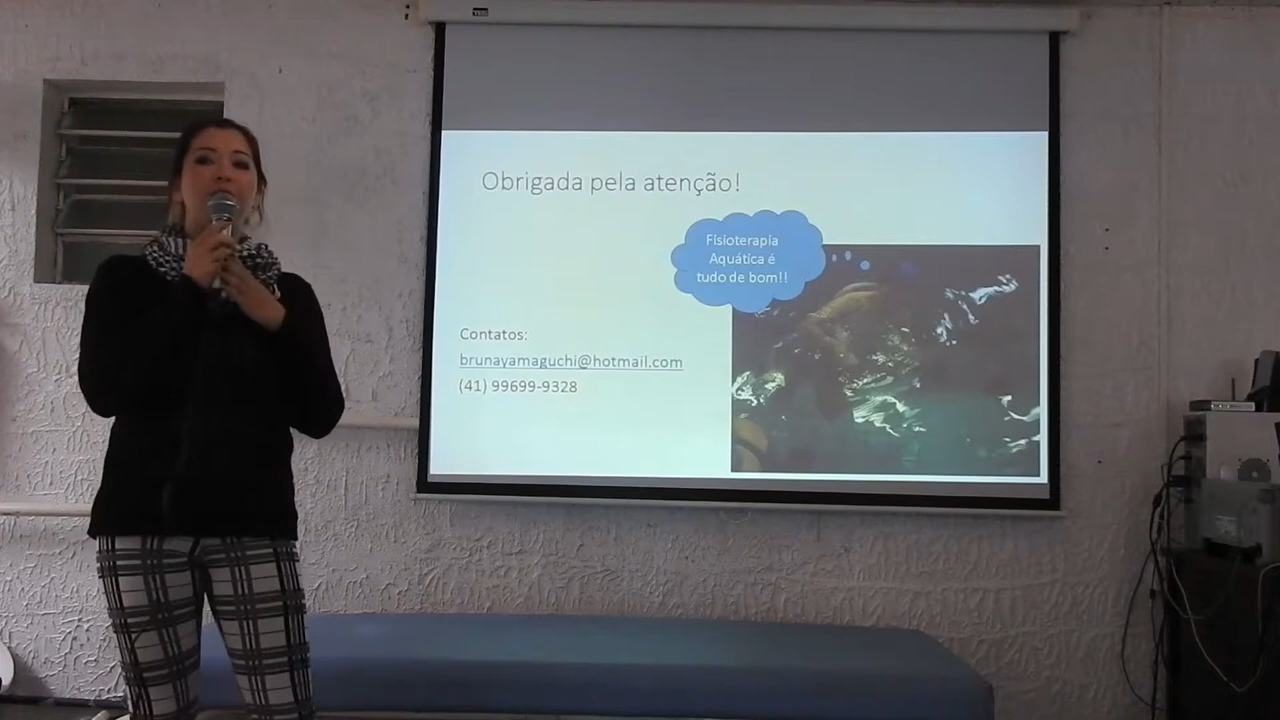 Obrigada pela atenção!
Fisioterapia
Aquática é
tudo de bom!!
Contatos:
brunayamaguchi@hotmail.com
(41) 99699-9328